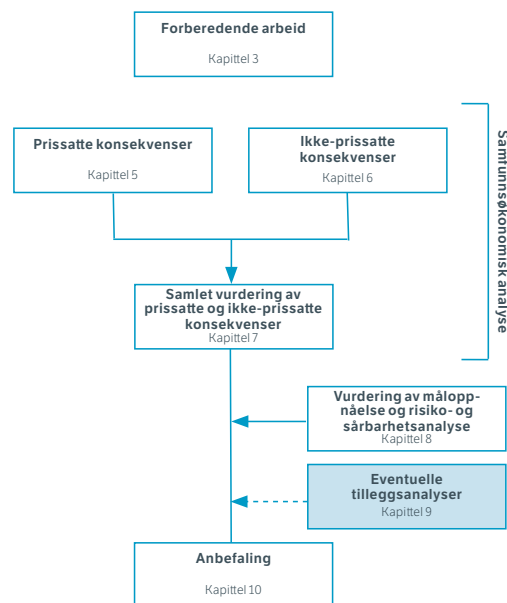 Forberedende arbeid
Kapittel 3
Prissatte konsekvenser
Kapittel 5
Ikke-prissatte
konsekvenser
Kapittel 6
Samfunnsøkonomisk analyse
Samlet vurdering av
prissatte og ikke-prissatte
konsekvenser
Kapittel 7
Vurdering av målopp-
nåelse og risiko- og
sårbarhetsanalyse
Kapittel 8
Eventuelle
tilleggsanalyser
Kapittel 9
Anbefaling
Kapittel 10